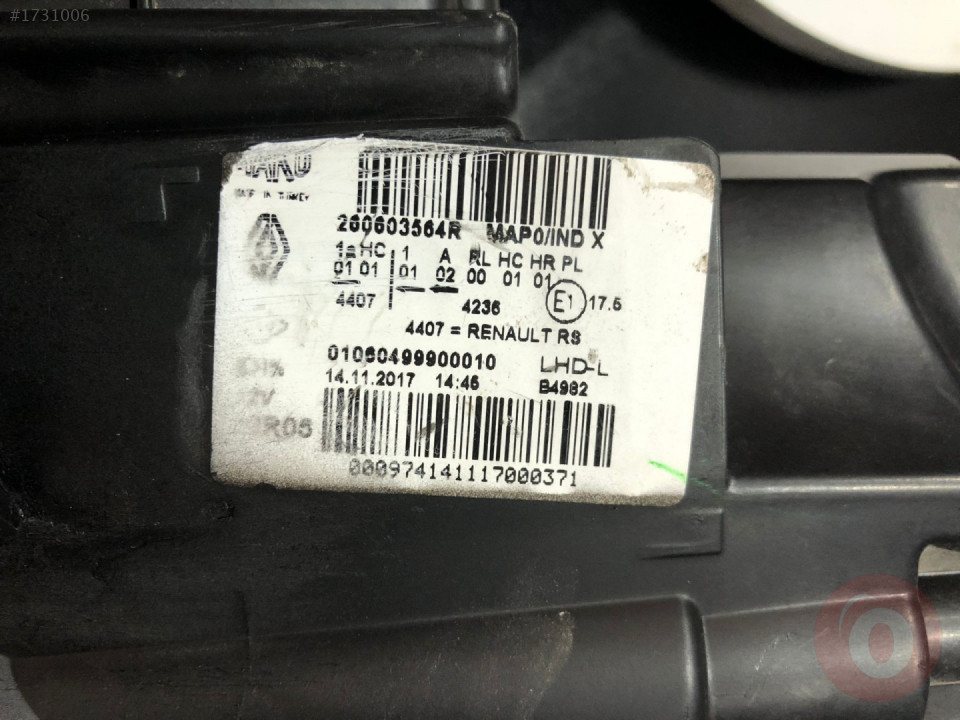 #1731006
MADE IN TURKEY
260603564R MAP0/IND X
1a HC 1 A RL HC HR PL
01 01 01 02 00 01 01
4407 4236 E1 17.5
4407 = RENAULT RS
01060499900010 LHD-L
14.11.2017 14:45 B4982
000974141117000371